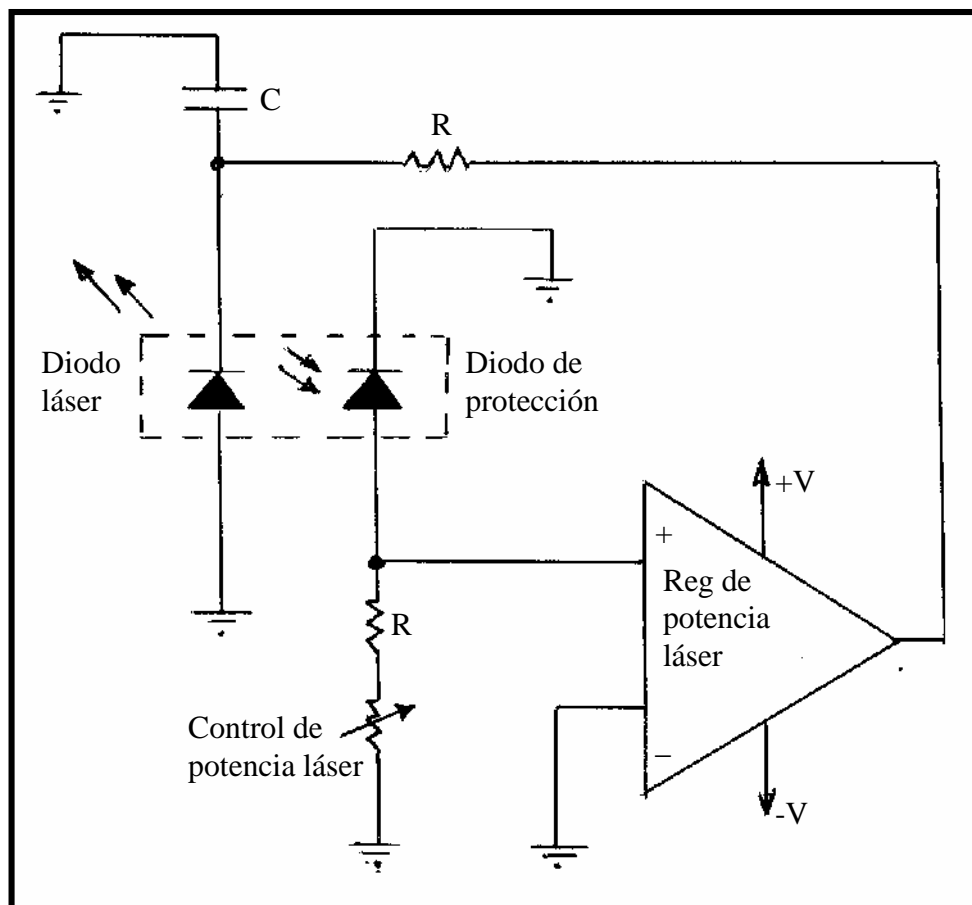 C
R
Diodo
láser
Diodo de
protección
+V
+
Reg de
potencia
láser
R
Control de
potencia láser
−
-V